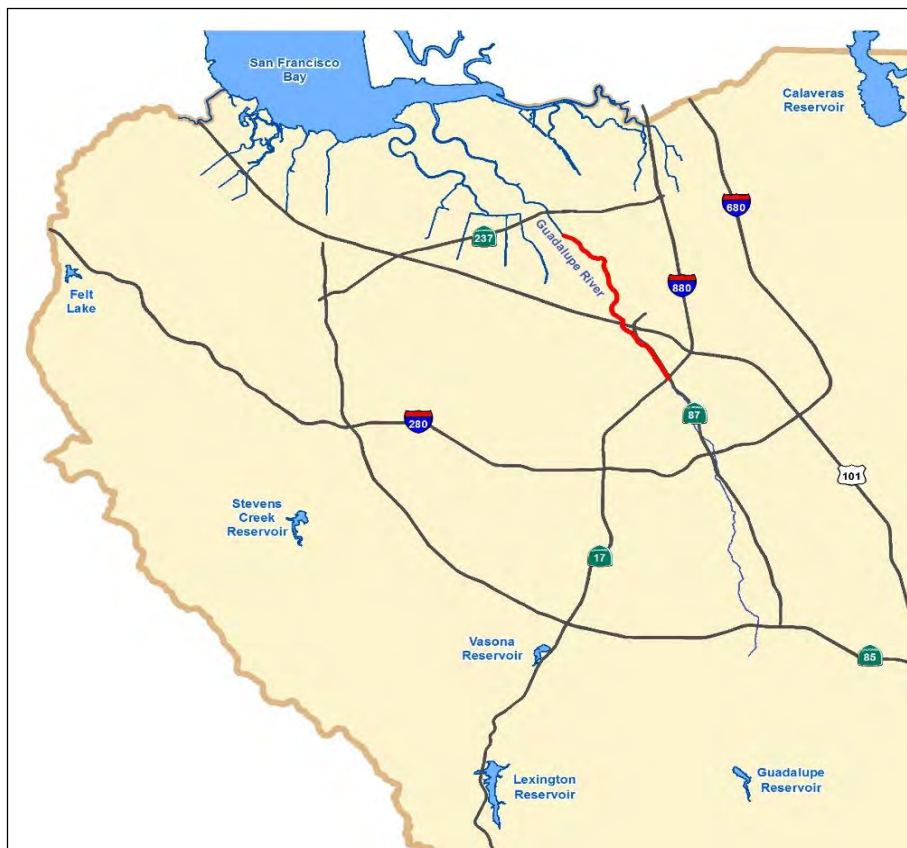 San Francisco
Bay
Calaveras
Reservoir
680
237
Guadalupe River
880
Felt
Lake
87
280
101
Stevens
Creek
Reservoir
17
Vasona
Reservoir
85
Lexington
Reservoir
Guadalupe
Reservoir